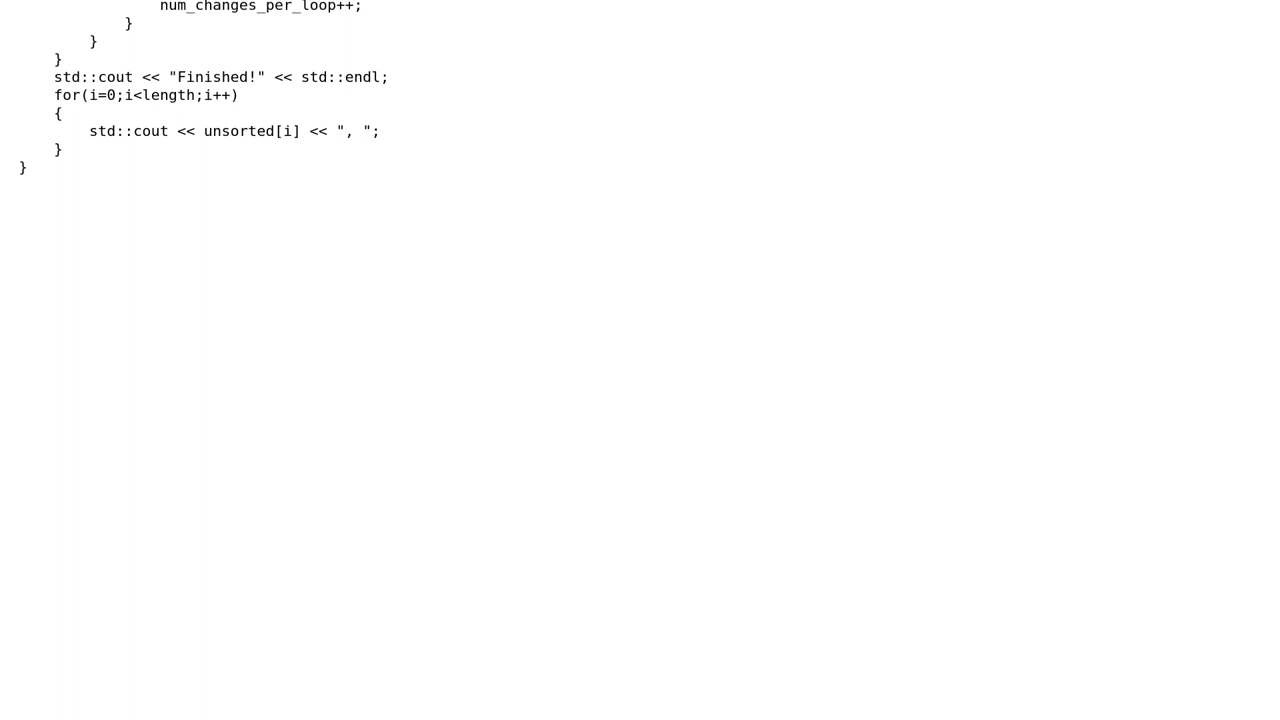 num_changes_per_loop++;
            }
        }
    }
    std::cout << "Finished!" << std::endl;
    for(i=0;i<length;i++)
    {
        std::cout << unsorted[i] << ", ";
    }
}